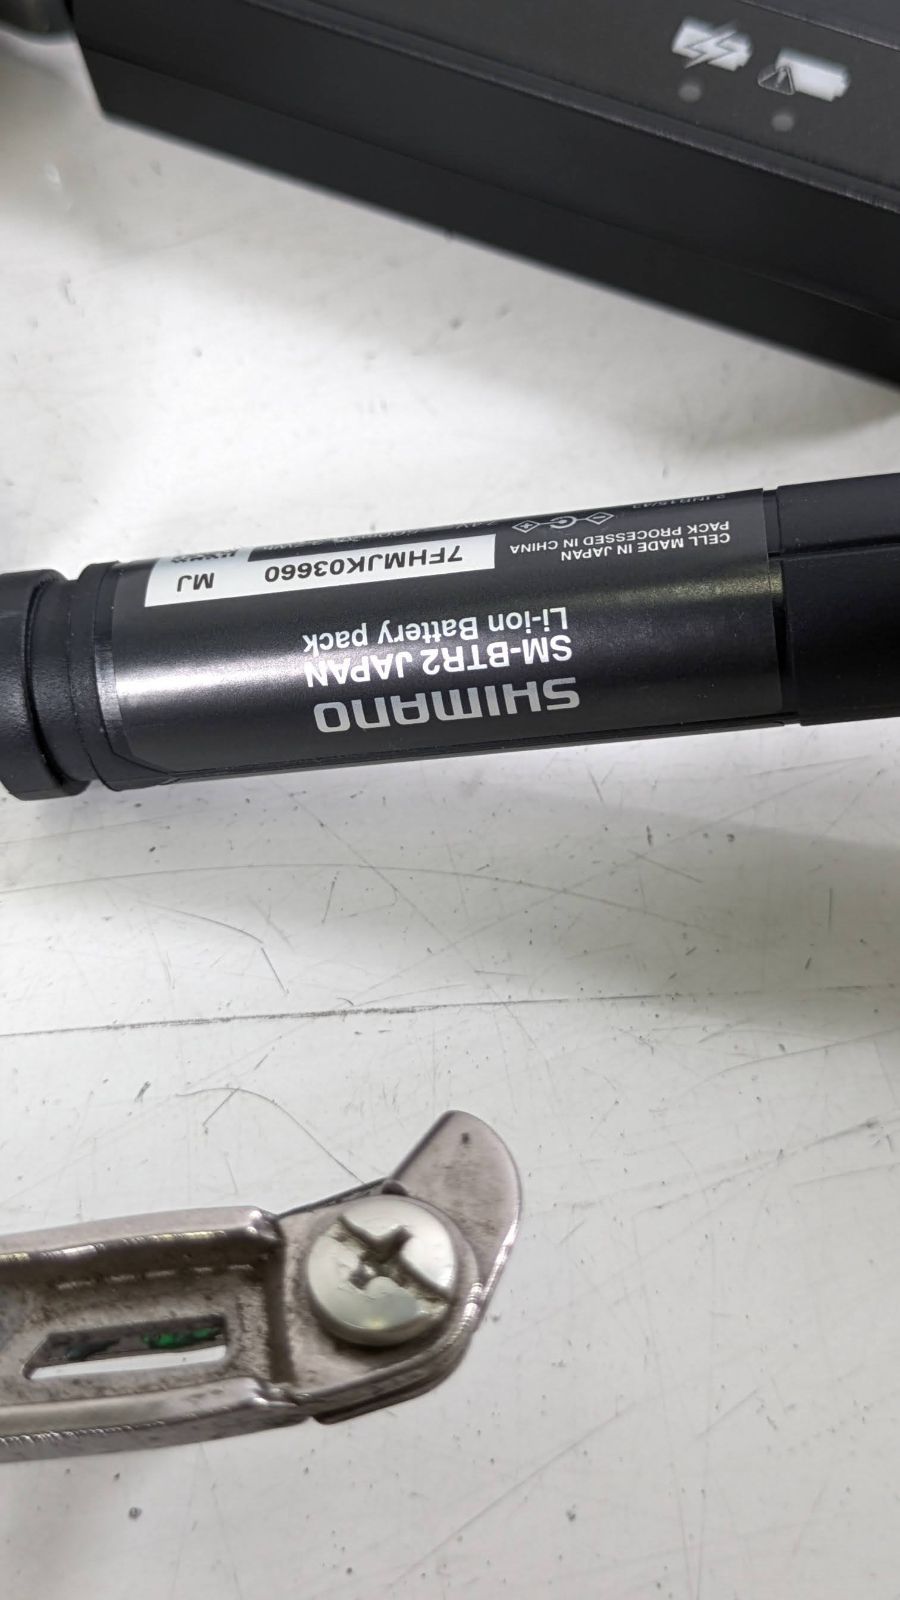 SHIMANO
SM-BTR2 JAPAN
Li-ion Battery pack
7FHMJK03660 MJ
CELL MADE IN JAPAN
PACK PROCESSED IN CHINA